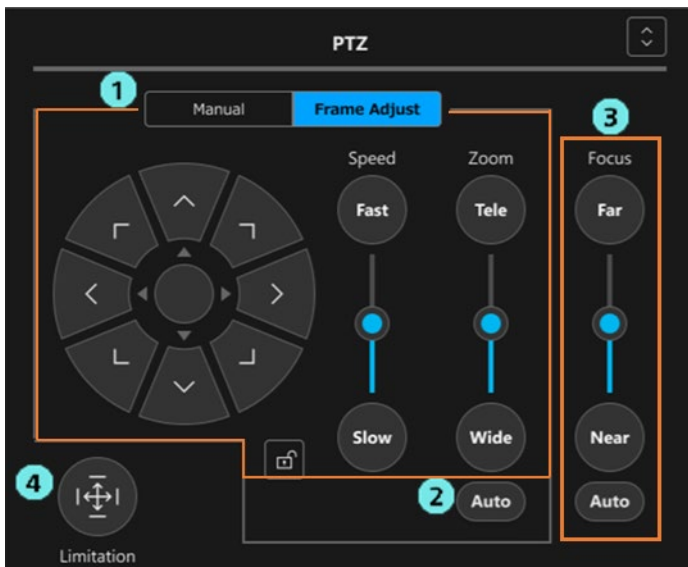 PTZ
1
Manual
Frame Adjust
3
Speed
Zoom
Focus
Fast
Tele
Far
Slow
Wide
Near
4
2
Auto
Auto
Limitation